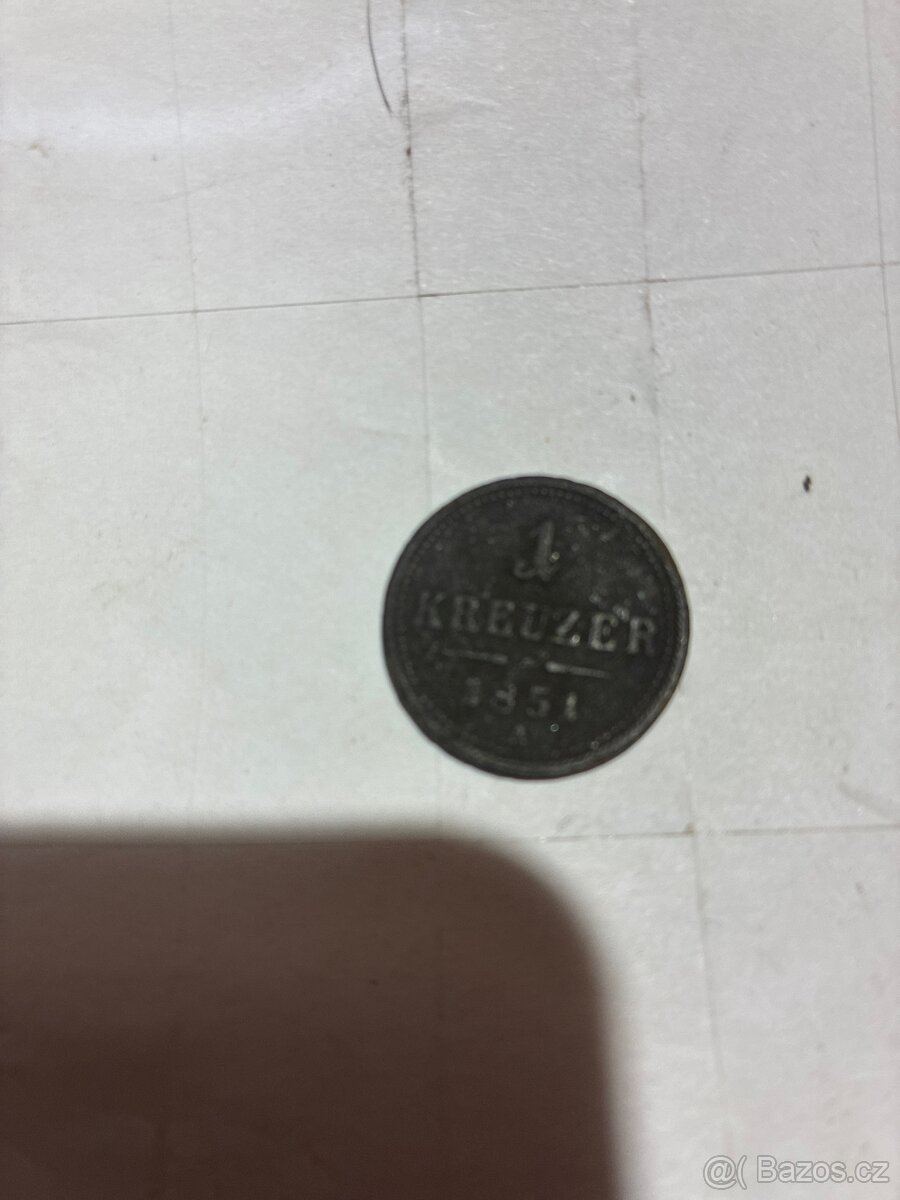 1
KREUZER
1851
A
@( Bazos.cz